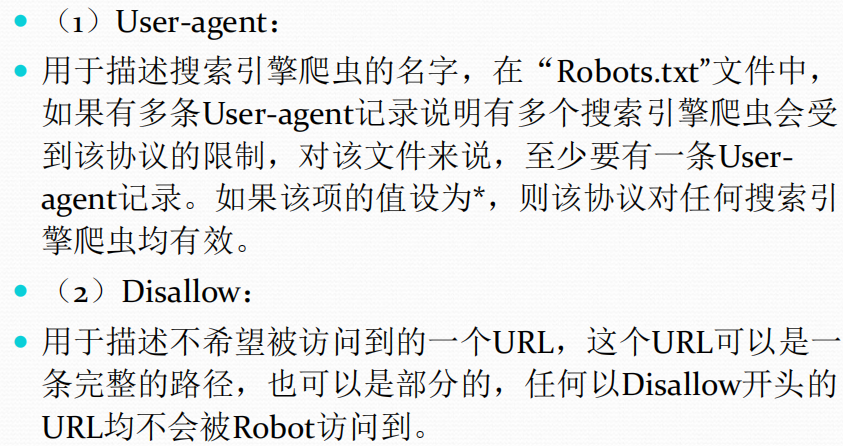 • （1）User-agent：
• 用于描述搜索引擎爬虫的名字，在“Robots.txt”文件中，
如果有多条User-agent记录说明有多个搜索引擎爬虫会受
到该协议的限制，对该文件来说，至少要有一条User-
agent记录。如果该项的值设为*，则该协议对任何搜索引
擎爬虫均有效。
• （2）Disallow：
• 用于描述不希望被访问到的一个URL，这个URL可以是一
条完整的路径，也可以是部分的，任何以Disallow开头的
URL均不会被Robot访问到。